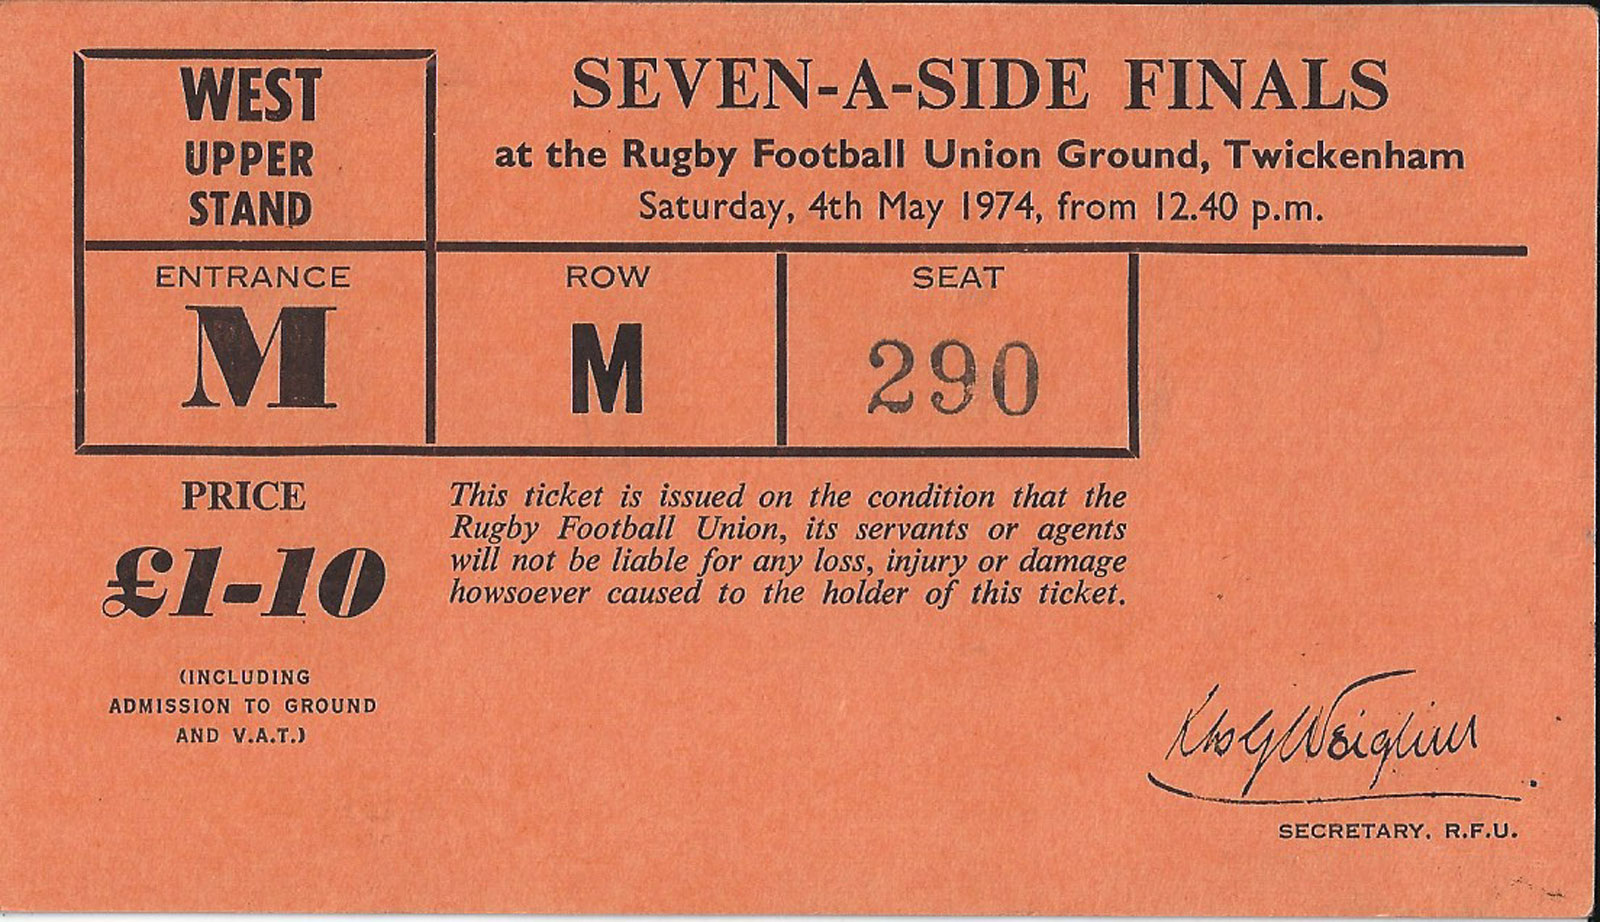 WEST
UPPER
STAND
SEVEN-A-SIDE FINALS
at the Rugby Football Union Ground, Twickenham
Saturday, 4th May 1974, from 12.40 p.m.
ENTRANCE
M
ROW
M
SEAT
290
PRICE
£1-10
(INCLUDING
ADMISSION TO GROUND
AND V.A.T.)
This ticket is issued on the condition that the
Rugby Football Union, its servants or agents
will not be liable for any loss, injury or damage
howsoever caused to the holder of this ticket.
SECRETARY, R.F.U.